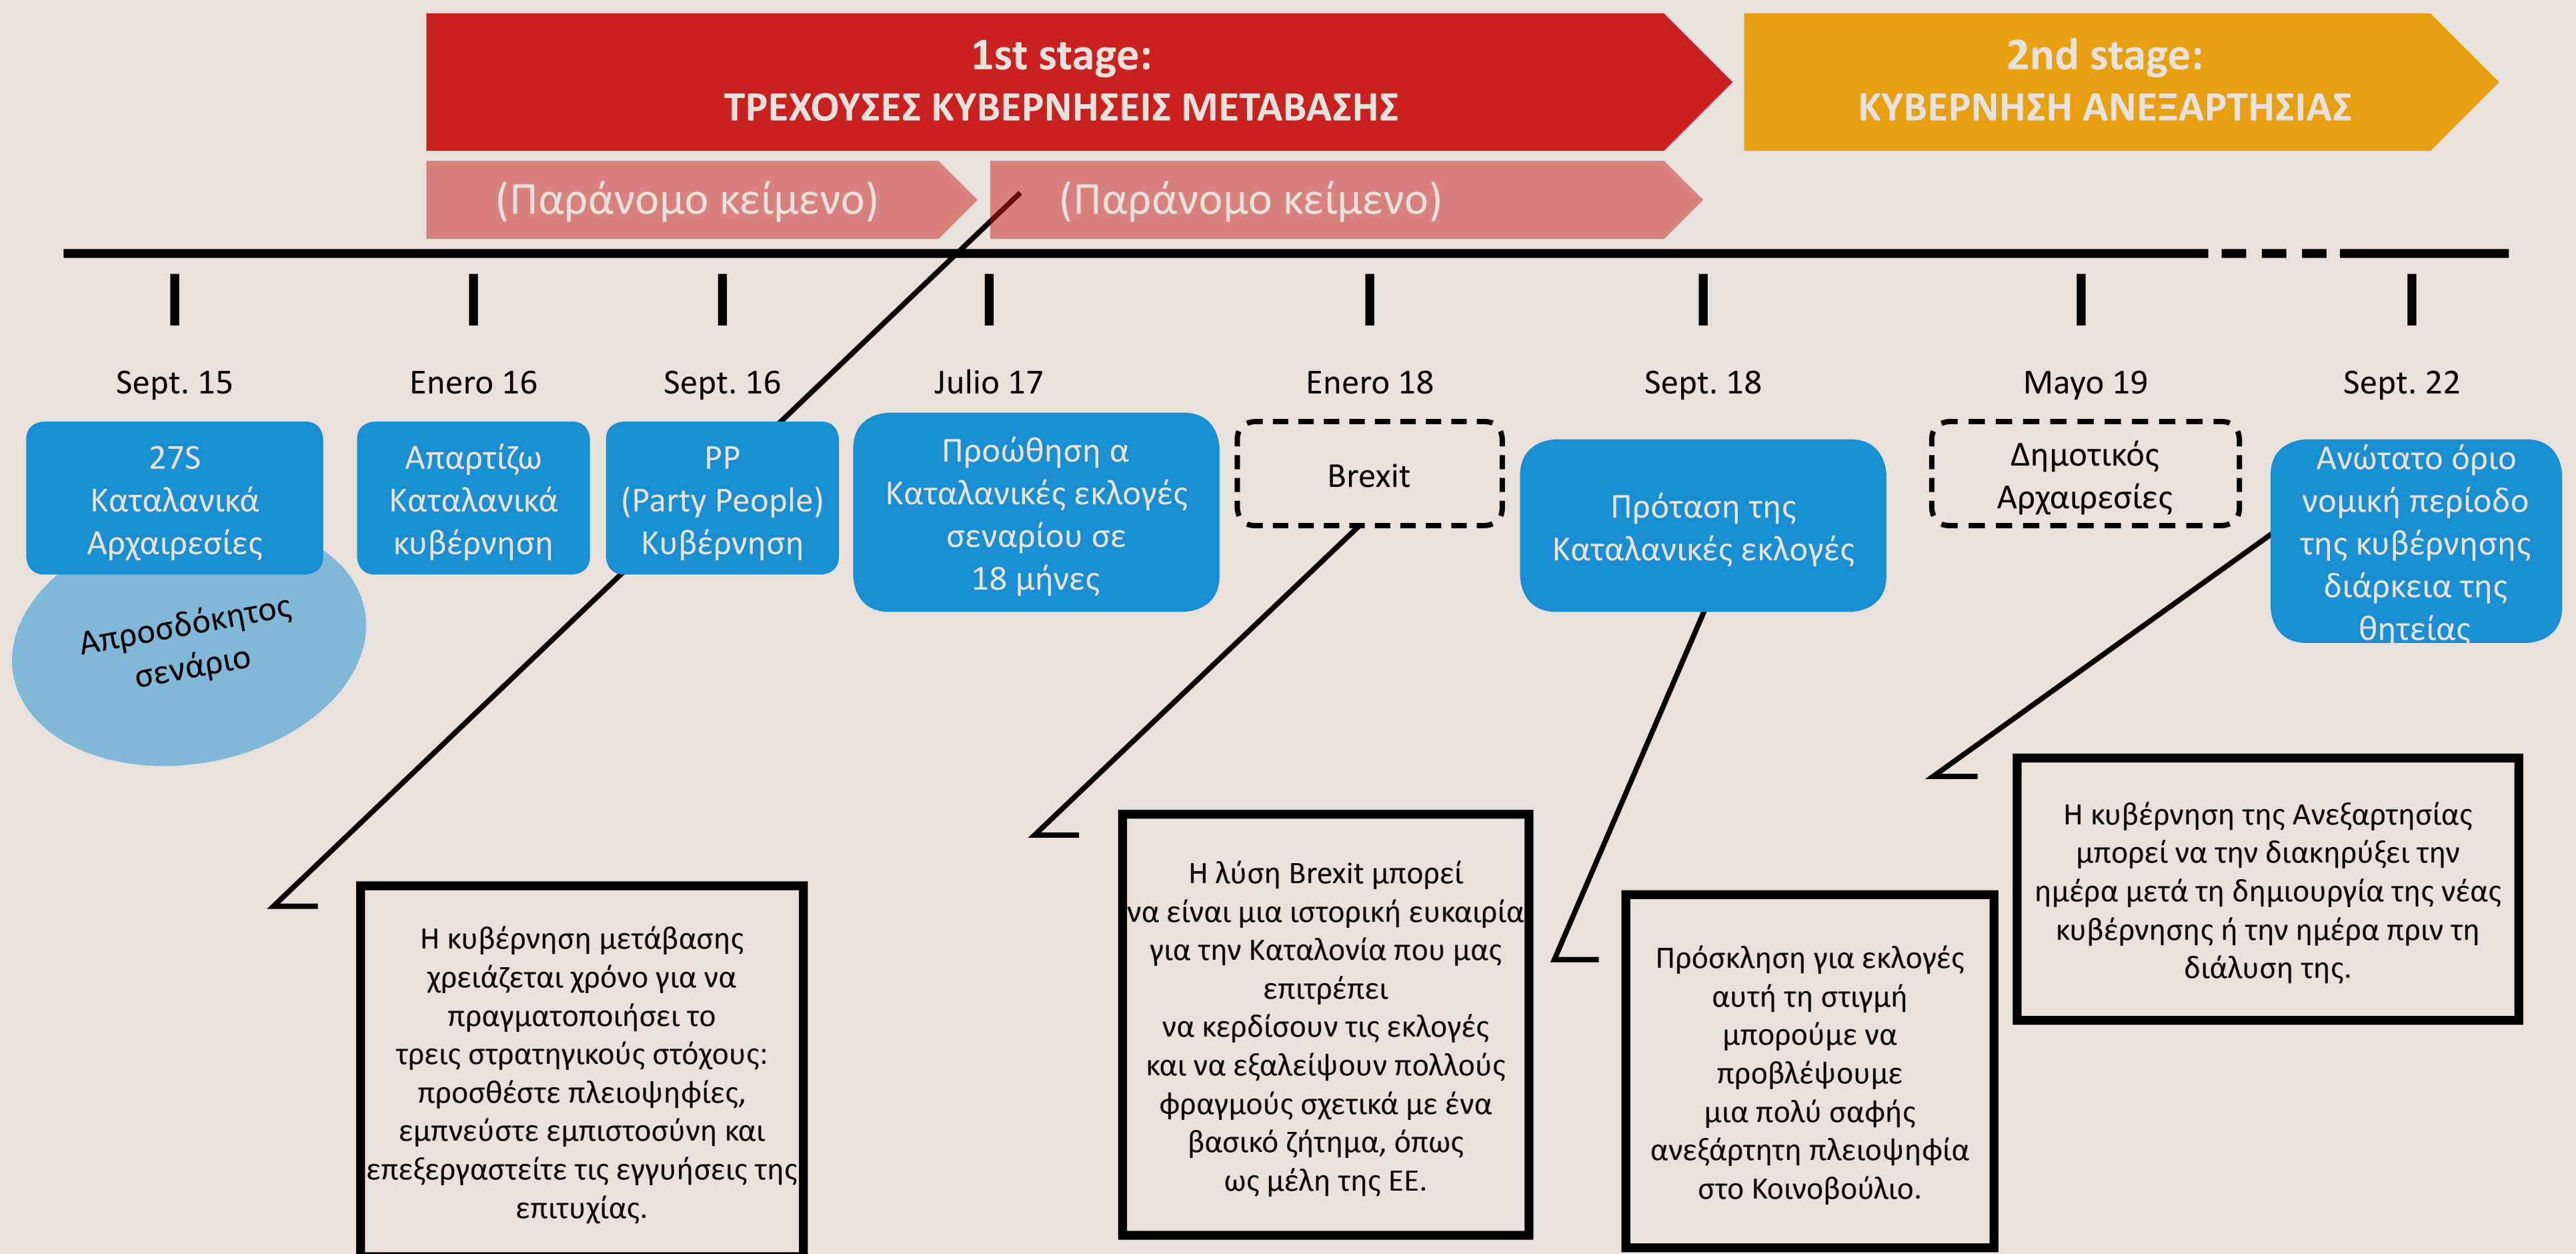 1st stage:
ΤΡΕΧΟΥΣΕΣ ΚΥΒΕΡΝΗΣΕΙΣ ΜΕΤΑΒΑΣΗΣ
2nd stage:
ΚΥΒΕΡΝΗΣΗ ΑΝΕΞΑΡΤΗΣΙΑΣ
(Παράνομο κείμενο)
(Παράνομο κείμενο)
Sept. 15
Enero 16
Sept. 16
Julio 17
Enero 18
Sept. 18
Mayo 19
Sept. 22
27S
Καταλανικά
Αρχαιρεσίες
Απαρτίζω
Καταλανικά
κυβέρνηση
PP
(Party People)
Κυβέρνηση
Προώθηση α
Καταλανικές εκλογές
σεναρίου σε
18 μήνες
Brexit
Πρόταση της
Καταλανικές εκλογές
Δημοτικός
Αρχαιρεσίες
Ανώτατο όριο
νομική περίοδο
της κυβέρνησης
διάρκεια της
θητείας
Απροσδόκητος
σενάριο
Η κυβέρνηση μετάβασης
χρειάζεται χρόνο για να
πραγματοποιήσει το
τρεις στρατηγικούς στόχους:
προσθέστε πλειοψηφίες,
εμπνεύστε εμπιστοσύνη και
επεξεργαστείτε τις εγγυήσεις της
επιτυχίας.
Η λύση Brexit μπορεί
να είναι μια ιστορική ευκαιρία
για την Καταλονία που μας
επιτρέπει
να κερδίσουν τις εκλογές
και να εξαλείψουν πολλούς
φραγμούς σχετικά με ένα
βασικό ζήτημα, όπως
ως μέλη της ΕΕ.
Πρόσκληση για εκλογές
αυτή τη στιγμή
μπορούμε να
προβλέψουμε
μια πολύ σαφής
ανεξάρτητη πλειοψηφία
στο Κοινοβούλιο.
Η κυβέρνηση της Ανεξαρτησίας
μπορεί να την διακηρύξει την
ημέρα μετά τη δημιουργία της νέας
κυβέρνησης ή την ημέρα πριν τη
διάλυση της.